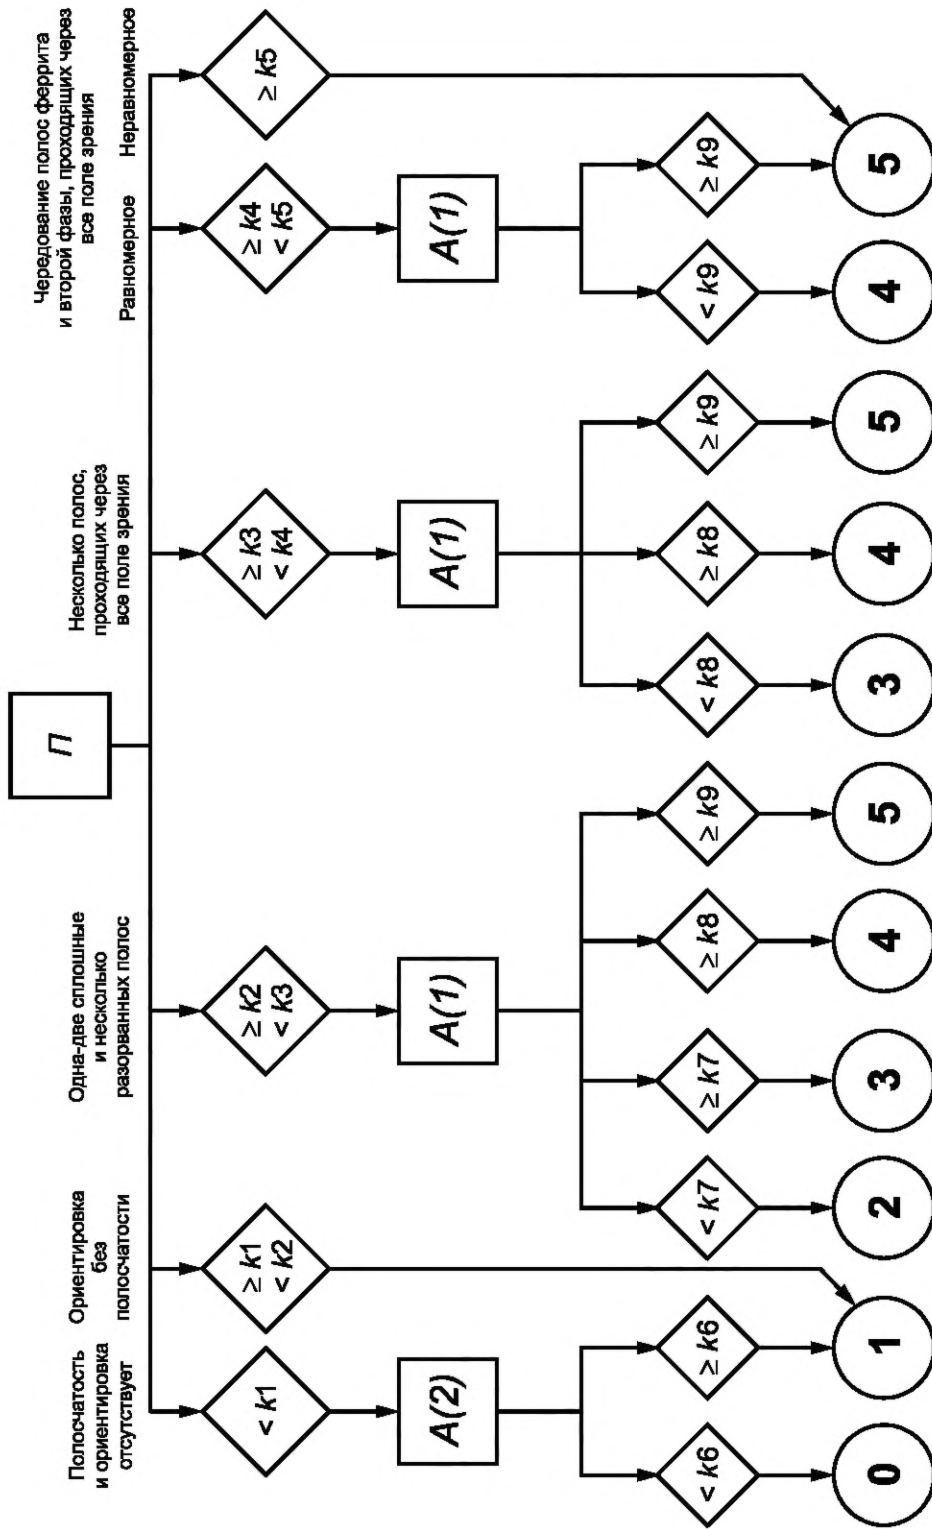 П
Полосчатость
и ориентировка
отсутствует
Ориентировка
без
полосчатости
Одна-две сплошные
и несколько
разорванных полос
Несколько полос,
проходящих через
все поле зрения
Чередование полос феррита
и второй фазы, проходящих через
все поле зрения
Равномерное
Неравномерное
< k1
≥ k1
< k2
≥ k2
< k3
≥ k3
< k4
≥ k4
< k5
≥ k5
A(2)
A(1)
A(1)
A(1)
< k6
≥ k6
< k7
≥ k7
≥ k8
≥ k9
< k8
≥ k8
≥ k9
< k9
≥ k9
0
1
2
3
4
5
3
4
5
4
5